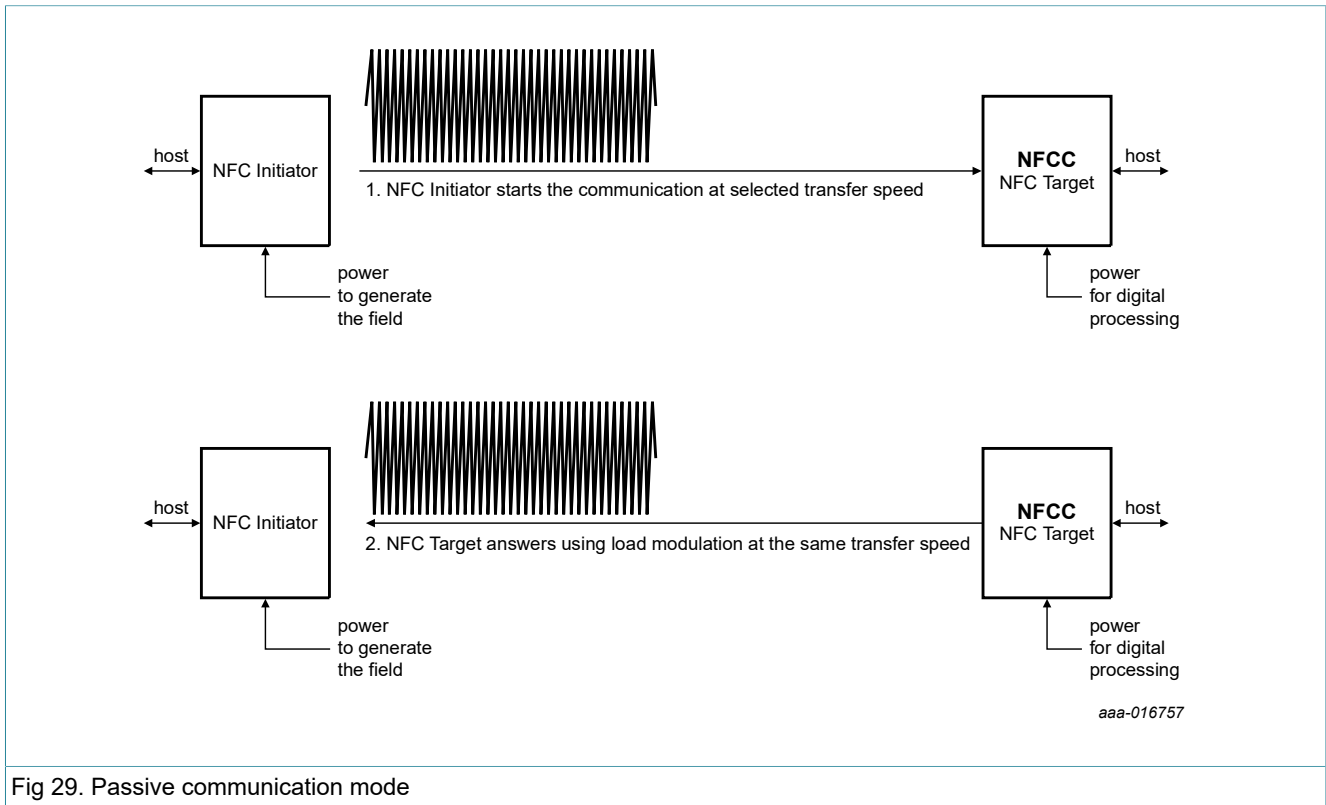 host
NFC Initiator
1. NFC Initiator starts the communication at selected transfer speed
NFCC
NFC Target
host
power
to generate
the field
power
for digital
processing
host
NFC Initiator
2. NFC Target answers using load modulation at the same transfer speed
NFCC
NFC Target
host
power
to generate
the field
power
for digital
processing
aaa-016757
Fig 29. Passive communication mode